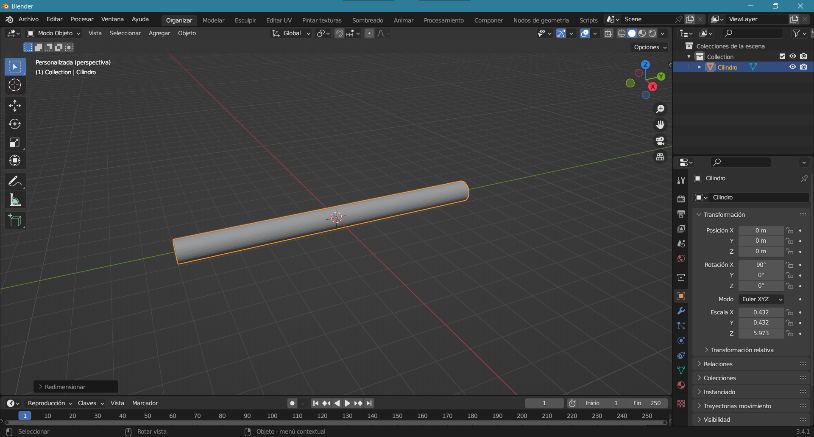 Blender
Archivo Editar Procesar Ventana Ayuda Organizar Modelar Esculpir Editar UV Pintar texturas Sombreado Animar Procesamiento Componer Nodos de geometría Scripts Scene ViewLayer
Modo Objeto Vista Seleccionar Agregar Objeto Global
Opciones
Personalizada (perspectiva)
(1) Collection | Cilindro
Z
Y
X
Redimensionar
Colecciones de la escena
Collection
Cilindro
Cilindro
Cilindro
Transformación
Posición X 0 m
Y 0 m
Z 0 m
Rotación X 90°
Y 0°
Z 0°
Modo Euler XYZ
Escala X 0.432
Y 0.432
Z 5.973
Transformación relativa
Relaciones
Colecciones
Instanciado
Trayectorias movimiento
Visibilidad
Reproducción Claves Vista Marcador 1 Inicio 1 Fin 250
1 10 20 30 40 50 60 70 80 90 100 110 120 130 140 150 160 170 180 190 200 210 220 230 240 250
Seleccionar Rotar vista Objeto - menú contextual 3.4.1